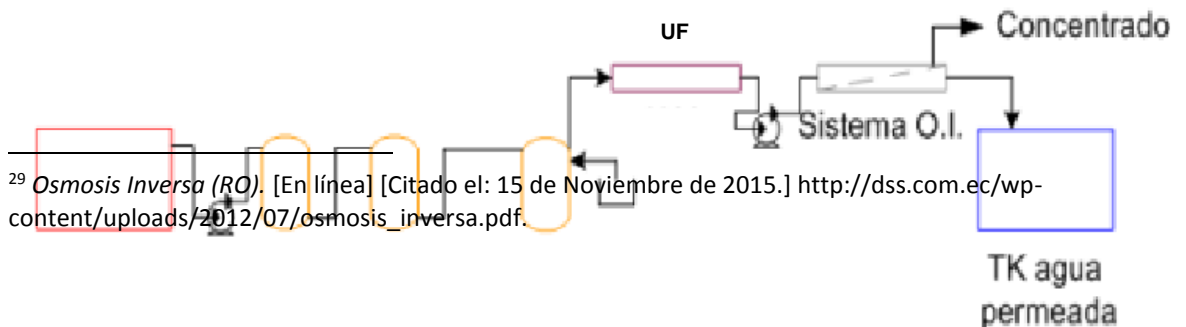 Concentrado
UF
Sistema O.I.
29 Osmosis Inversa (RO). [En línea] [Citado el: 15 de Noviembre de 2015.] http://dss.com.ec/wp-
content/uploads/2012/07/osmosis_inversa.pdf.
TK agua
permeada